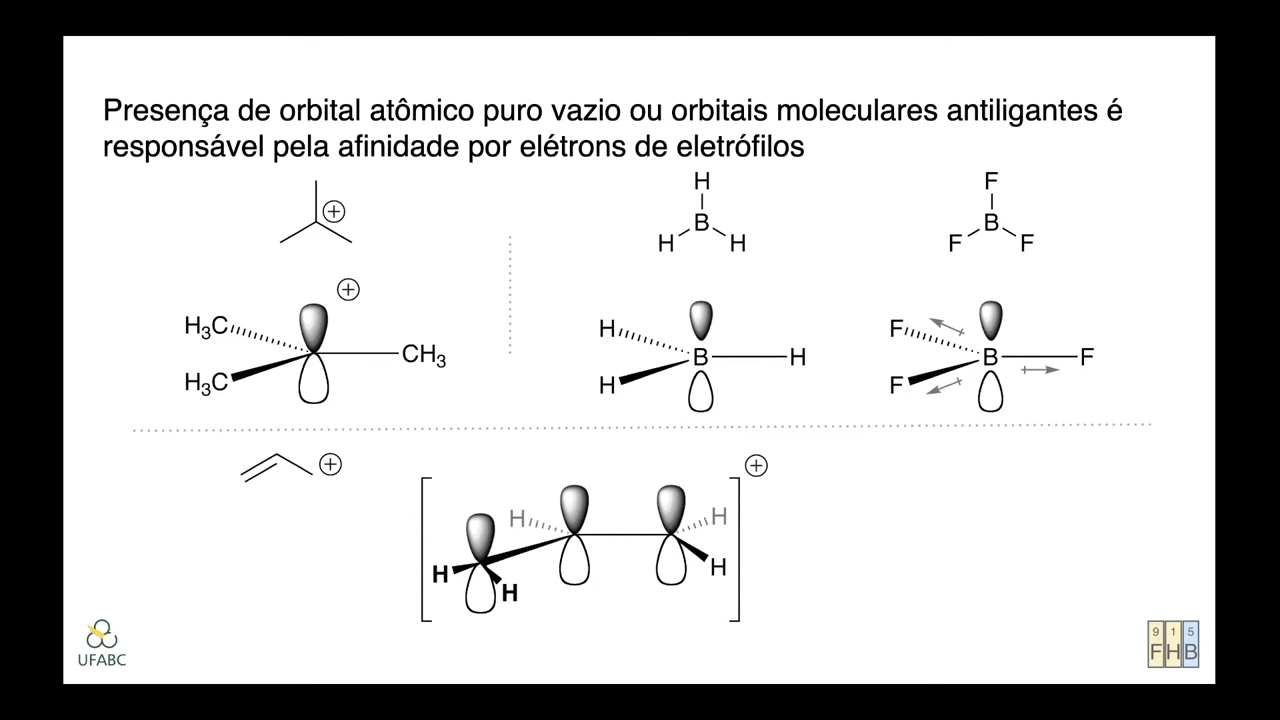 Presença de orbital atômico puro vazio ou orbitais moleculares antiligantes é
responsável pela afinidade por elétrons de eletrófilos
+
H
B
H H
F
B
F F
+
H₃C
CH₃
H₃C
H
B H
H
F
B F
F
+
+
H
H
H
H
H
UFABC
9 1 5
F H B